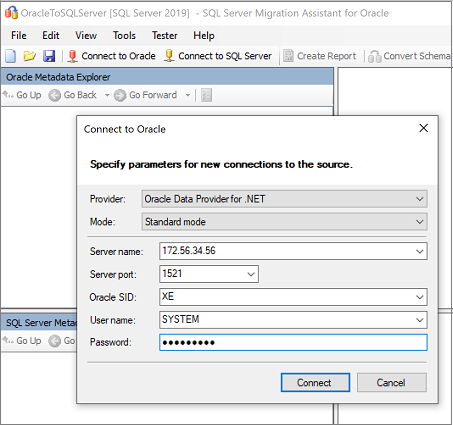 OracleToSQLServer [SQL Server 2019] - SQL Server Migration Assistant for Oracle
File Edit View Tools Tester Help
Connect to Oracle Connect to SQL Server Create Report Convert Schema
Oracle Metadata Explorer
Go Up Go Back Go Forward
Connect to Oracle
Specify parameters for new connections to the source.
Provider: Oracle Data Provider for .NET
Mode: Standard mode
Server name: 172.56.34.56
Server port: 1521
Oracle SID: XE
User name: SYSTEM
SQL Server Metad
Go Up Go
Password: ●●●●●●●●●
Connect Cancel